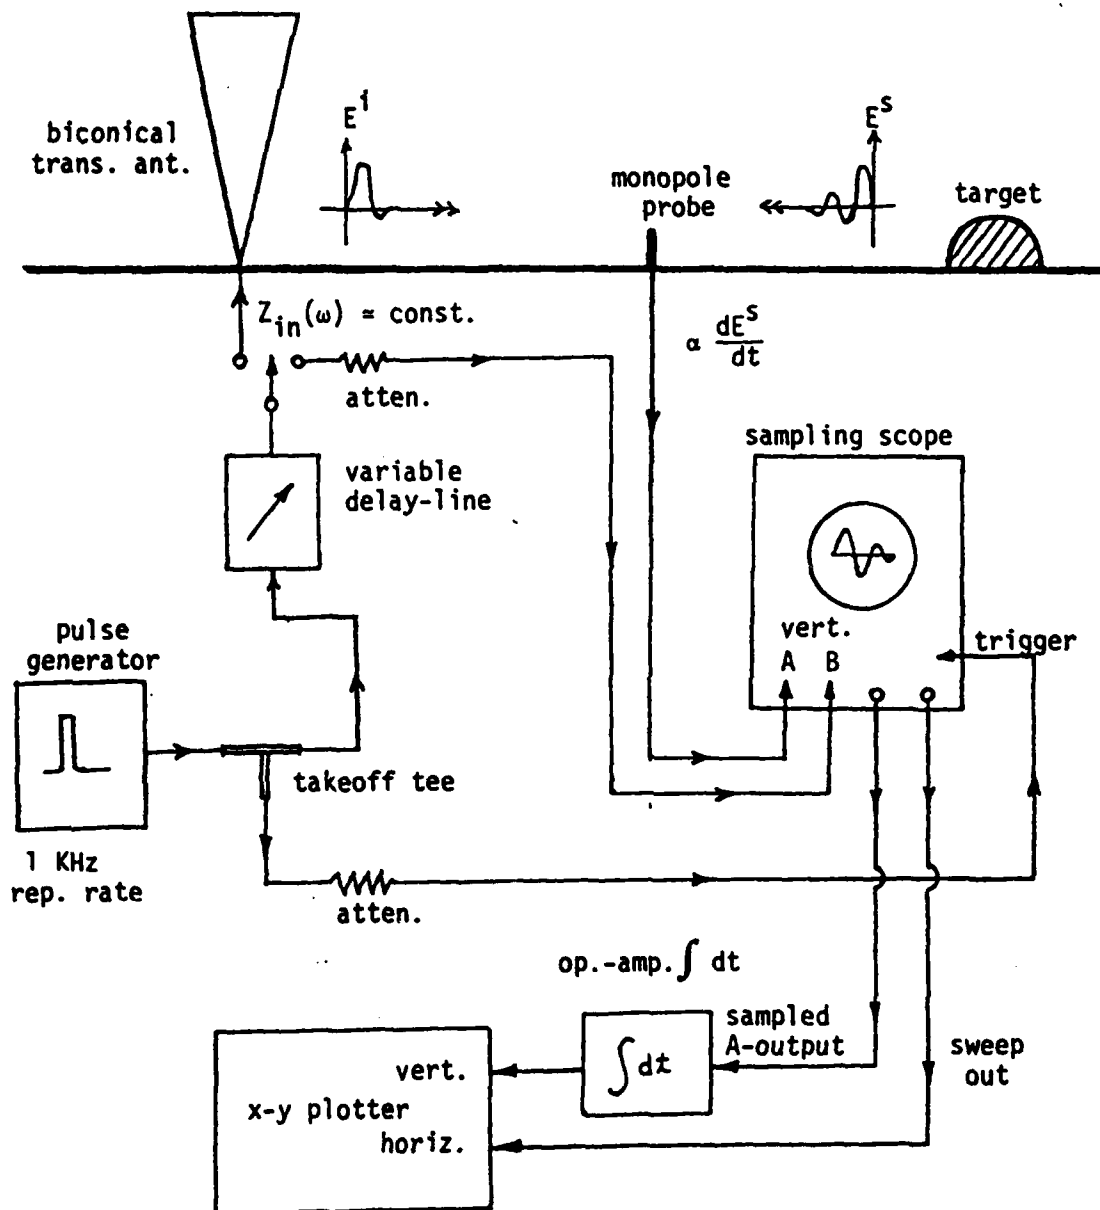 biconical
trans. ant.
E^i
monopole
probe
E^s
target
Z_in(ω) ≃ const.
atten.
α dE^s/dt
sampling scope
variable
delay-line
vert.
A B
trigger
pulse
generator
takeoff tee
1 KHz
rep. rate
atten.
op.-amp. ∫ dt
sampled
A-output
∫dt
sweep
out
vert.
x-y plotter
horiz.